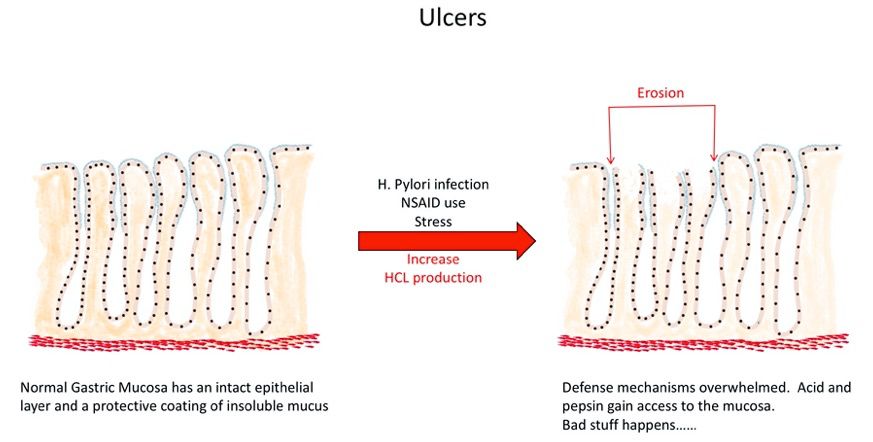 Ulcers
Erosion
H. Pylori infection
NSAID use
Stress
Increase
HCL production
Normal Gastric Mucosa has an intact epithelial
layer and a protective coating of insoluble mucus
Defense mechanisms overwhelmed.  Acid and
pepsin gain access to the mucosa.
Bad stuff happens......